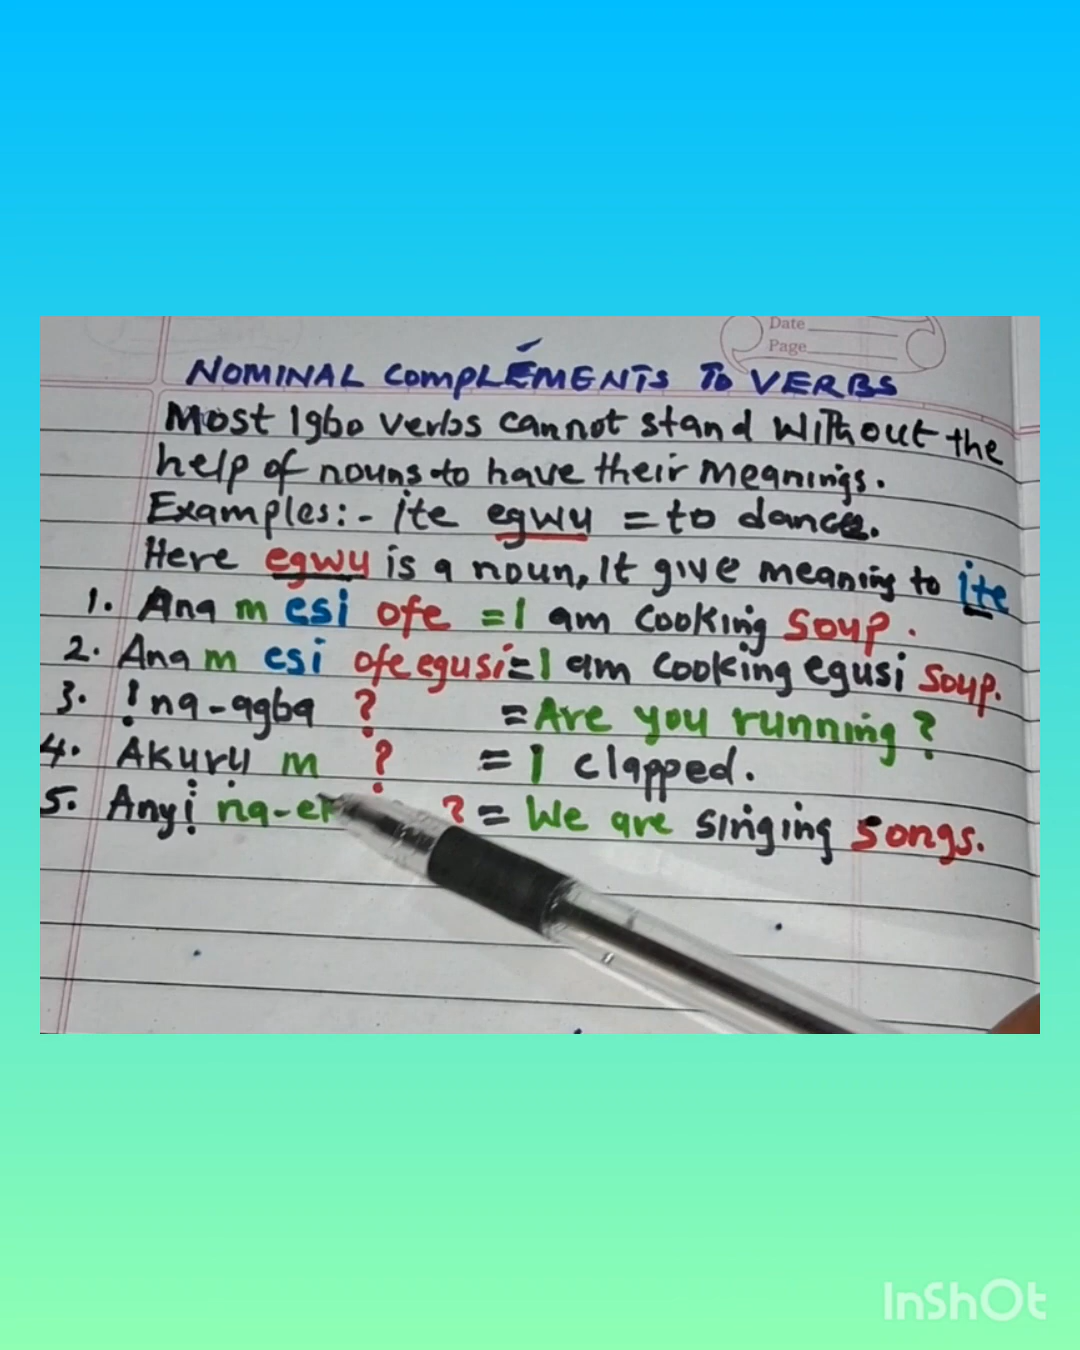 Date
Page
NOMINAL COMPLÉMENTS TO VERBS
Most Igbo verbs cannot stand without the
help of nouns to have their meanings.
Examples:- ite egwu = to dance.
Here egwu is a noun, It give meaning to ite
1. Ana m esi ofe = I am cooking soup.
2. Ana m esi ofe egusi = I am cooking egusi soup.
3. Ị na-agba ? = Are you running?
4. Akụrụ m ? = I clapped.
5. Anyị na- ? = We are singing songs.
InShOt